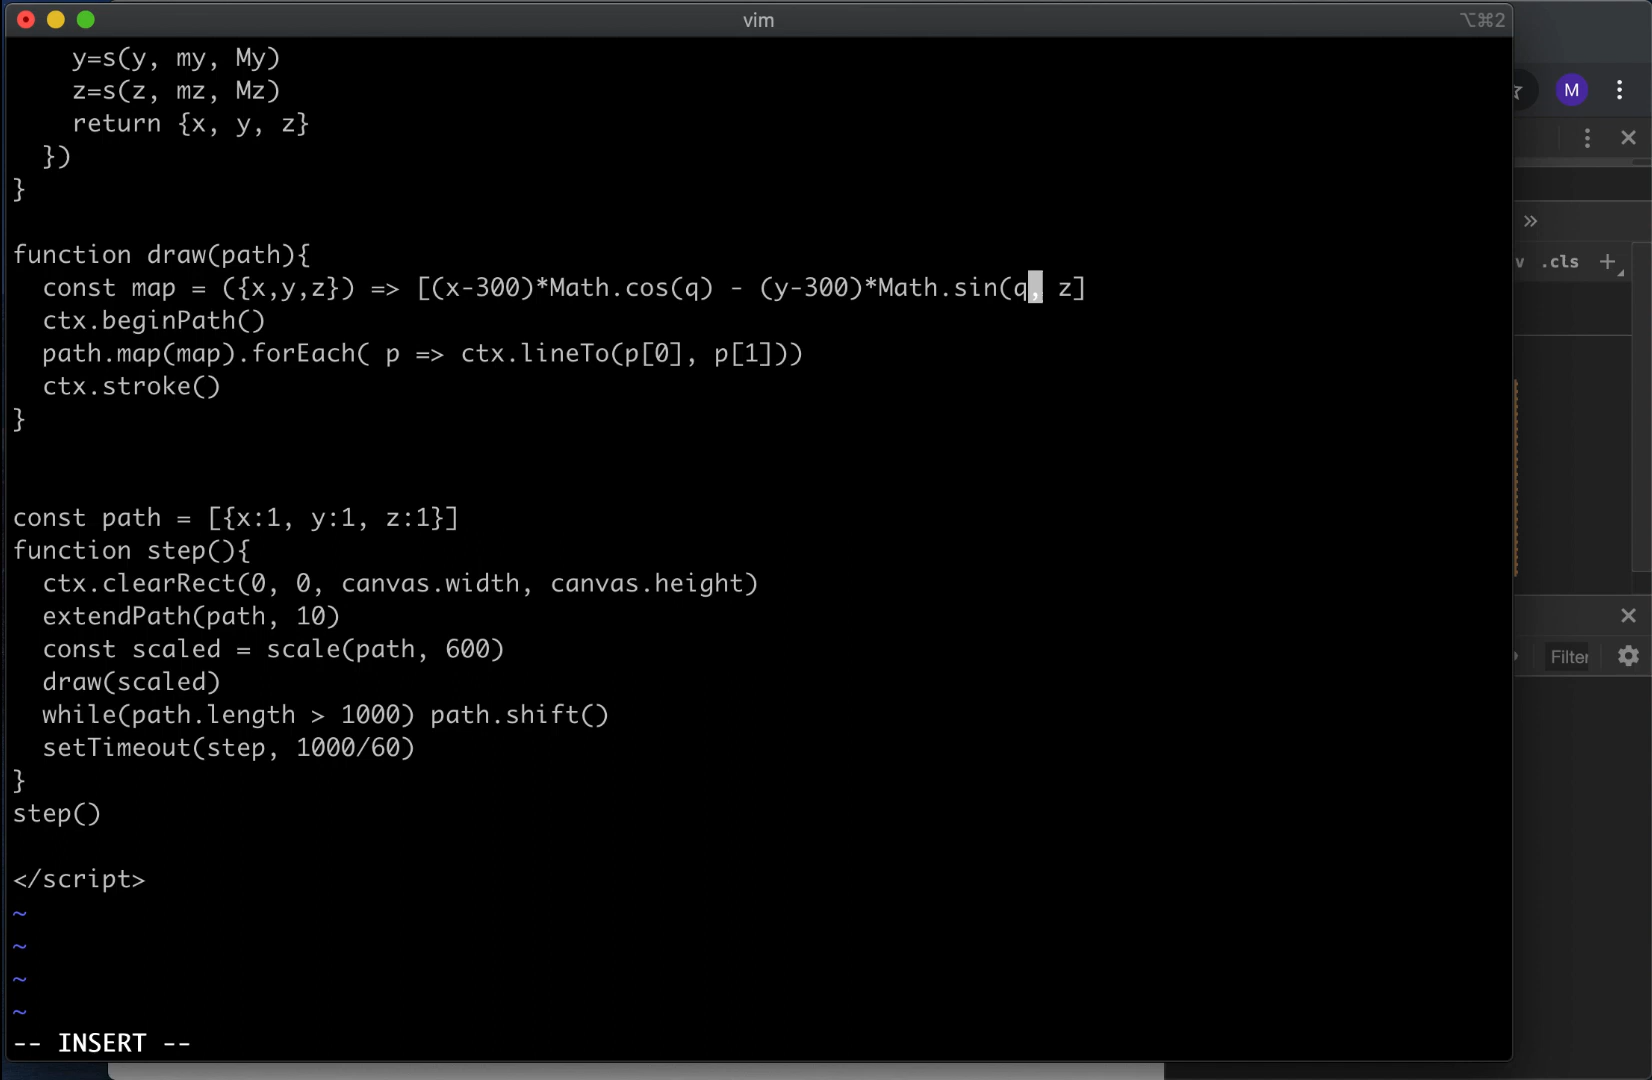 vim
⌥⌘2
    y=s(y, my, My)
    z=s(z, mz, Mz)
    return {x, y, z}
  })
}
function draw(path){
  const map = ({x,y,z}) => [(x-300)*Math.cos(q) - (y-300)*Math.sin(q, z]
  ctx.beginPath()
  path.map(map).forEach( p => ctx.lineTo(p[0], p[1]))
  ctx.stroke()
}
const path = [{x:1, y:1, z:1}]
function step(){
  ctx.clearRect(0, 0, canvas.width, canvas.height)
  extendPath(path, 10)
  const scaled = scale(path, 600)
  draw(scaled)
  while(path.length > 1000) path.shift()
  setTimeout(step, 1000/60)
}
step()
</script>
~
~
~
~
-- INSERT --
M
»
v .cls +
Filter